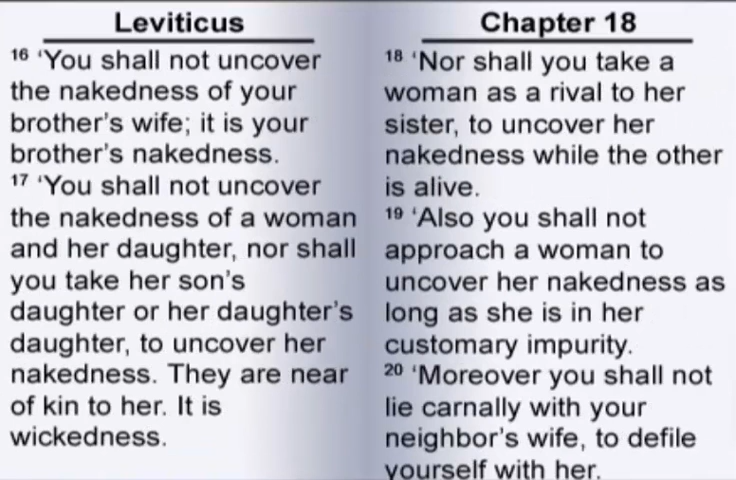 Leviticus
16 ‘You shall not uncover
the nakedness of your
brother’s wife; it is your
brother’s nakedness.
17 ‘You shall not uncover
the nakedness of a woman
and her daughter, nor shall
you take her son’s
daughter or her daughter’s
daughter, to uncover her
nakedness. They are near
of kin to her. It is
wickedness.
Chapter 18
18 ‘Nor shall you take a
woman as a rival to her
sister, to uncover her
nakedness while the other
is alive.
19 ‘Also you shall not
approach a woman to
uncover her nakedness as
long as she is in her
customary impurity.
20 ‘Moreover you shall not
lie carnally with your
neighbor’s wife, to defile
yourself with her.